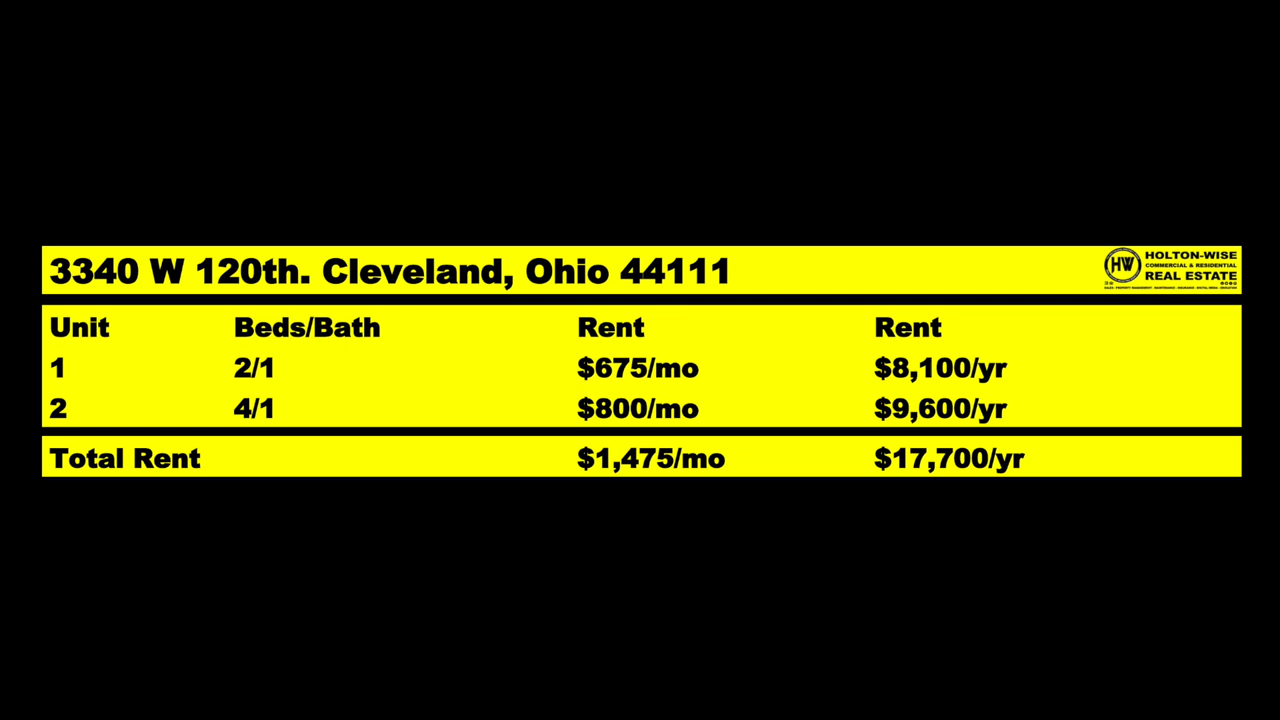 3340 W 120th. Cleveland, Ohio 44111
HW
HOLTON-WISE
COMMERCIAL & RESIDENTIAL
REAL ESTATE
Unit Beds/Bath Rent Rent
1 2/1 $675/mo $8,100/yr
2 4/1 $800/mo $9,600/yr
Total Rent $1,475/mo $17,700/yr